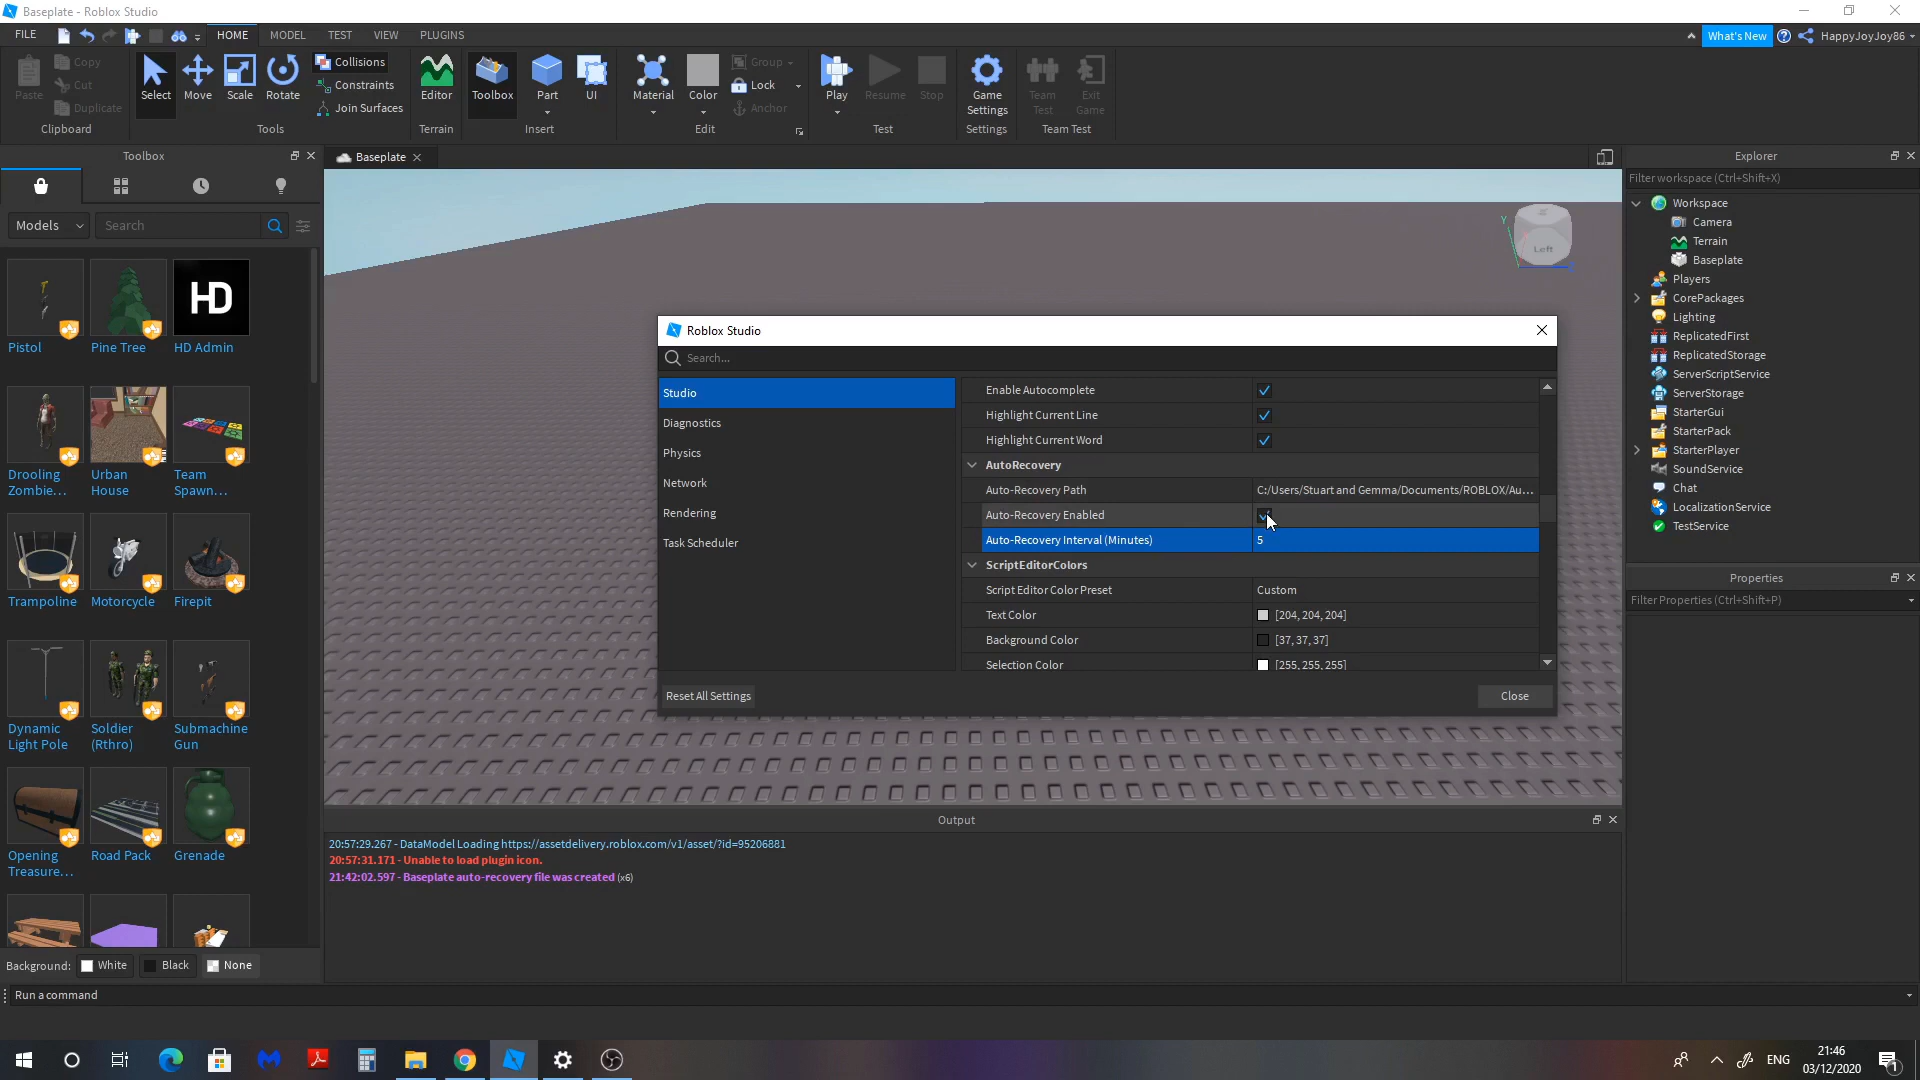 Baseplate - Roblox Studio
FILE HOME MODEL TEST VIEW PLUGINS What's New HappyJoyJoy86
Paste Copy Cut Duplicate Select Move Scale Rotate Collisions Constraints Join Surfaces Editor Toolbox Part UI Material Color Group Lock Anchor Play Resume Stop Game Settings Team Test Exit Game
Clipboard Tools Terrain Insert Edit Test Settings Team Test
Toolbox
Models Search
Pistol Pine Tree HD Admin
HD
Drooling Zombie... Urban House Team Spawn...
Trampoline Motorcycle Firepit
Dynamic Light Pole Soldier (Rthro) Submachine Gun
Opening Treasure... Road Pack Grenade
Background: White Black None
Run a command
Baseplate
Left
Y
Roblox Studio
Search...
Studio
Diagnostics
Physics
Network
Rendering
Task Scheduler
Enable Autocomplete
Highlight Current Line
Highlight Current Word
AutoRecovery
Auto-Recovery Path C:/Users/Stuart and Gemma/Documents/ROBLOX/Au...
Auto-Recovery Enabled
Auto-Recovery Interval (Minutes) 5
ScriptEditorColors
Script Editor Color Preset Custom
Text Color [204, 204, 204]
Background Color [37, 37, 37]
Selection Color [255, 255, 255]
Reset All Settings Close
Output
20:57:29.267 - DataModel Loading https://assetdelivery.roblox.com/v1/asset/?id=95206881
20:57:31.171 - Unable to load plugin icon.
21:42:02.597 - Baseplate auto-recovery file was created (x6)
Explorer
Filter workspace (Ctrl+Shift+X)
Workspace
Camera
Terrain
Baseplate
Players
CorePackages
Lighting
ReplicatedFirst
ReplicatedStorage
ServerScriptService
ServerStorage
StarterGui
StarterPack
StarterPlayer
SoundService
Chat
LocalizationService
TestService
Properties
Filter Properties (Ctrl+Shift+P)
ENG
21:46
03/12/2020
1